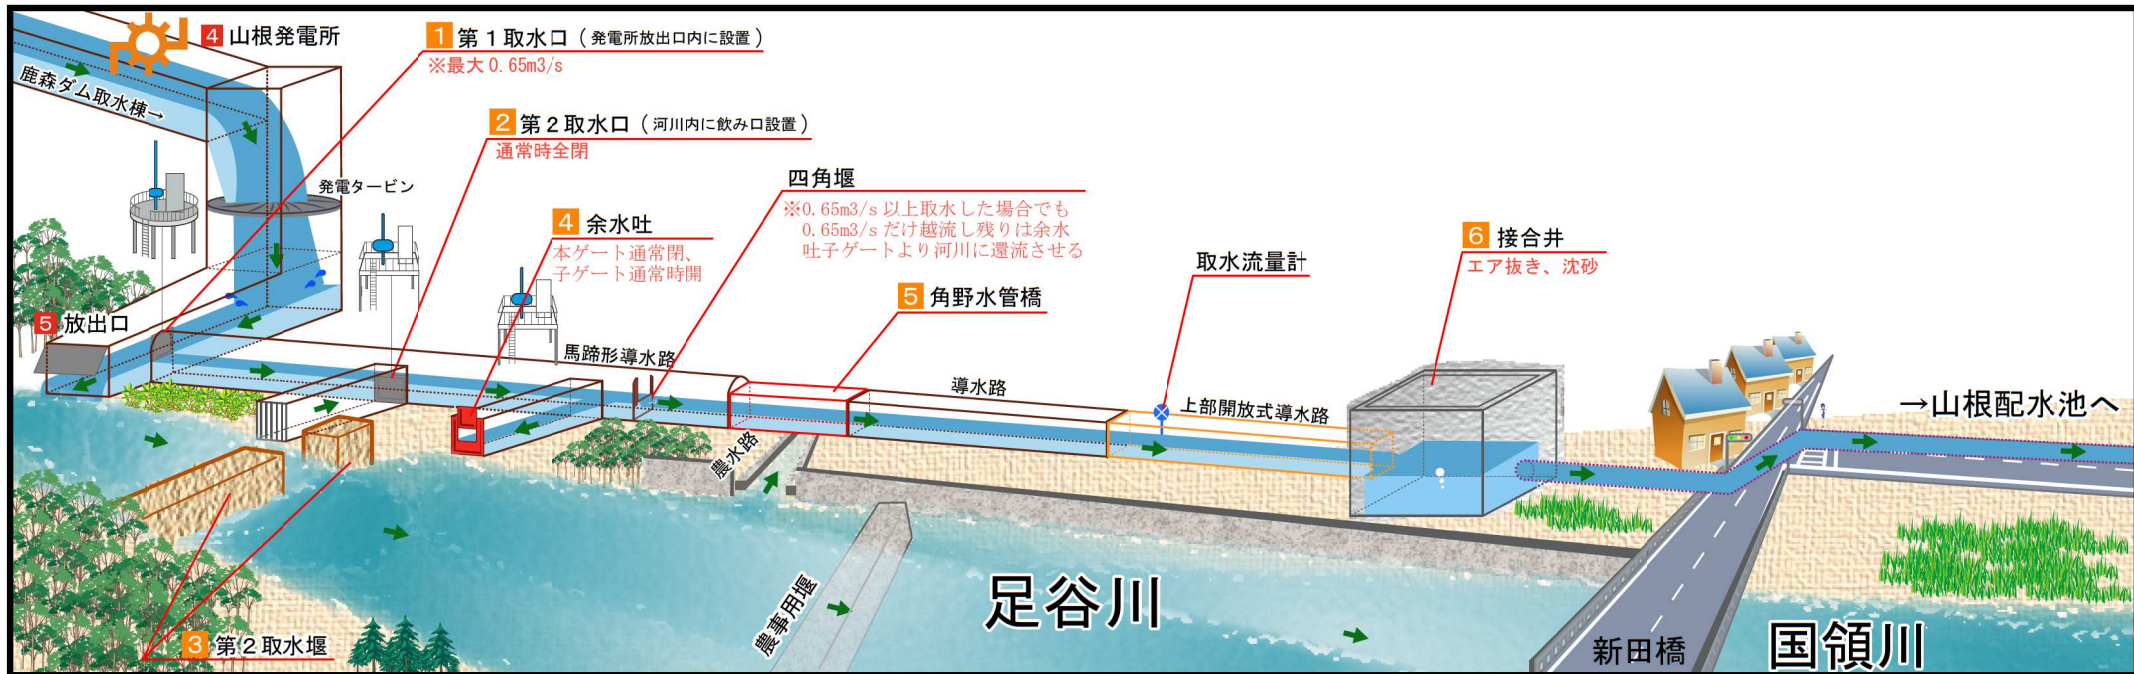 4 山根発電所
鹿森ダム取水棟→
1 第1取水口（発電所放出口内に設置）
※最大0.65m3/s
2 第2取水口（河川内に飲み口設置）
通常時全閉
発電タービン
四角堰
※0.65m3/s以上取水した場合でも
0.65m3/sだけ越流し残りは余水
吐子ゲートより河川に還流させる
4 余水吐
本ゲート通常閉、
子ゲート通常時開
6 接合井
エア抜き、沈砂
取水流量計
5 角野水管橋
5 放出口
馬蹄形導水路
導水路
上部開放式導水路
→山根配水池へ
農水路
足谷川
農事用堰
3 第2取水堰
新田橋
国領川